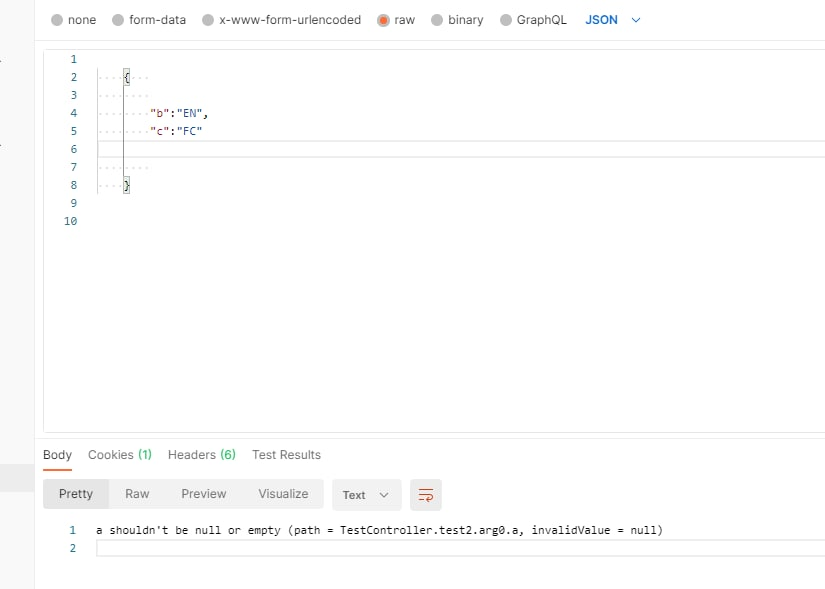 none form-data x-www-form-urlencoded raw binary GraphQL JSON
1
2 {
3
4 "b":"EN",
5 "c":"FC"
6
7
8 }
9
10
Body Cookies (1) Headers (6) Test Results
Pretty Raw Preview Visualize Text
1 a shouldn't be null or empty (path = TestController.test2.arg0.a, invalidValue = null)
2